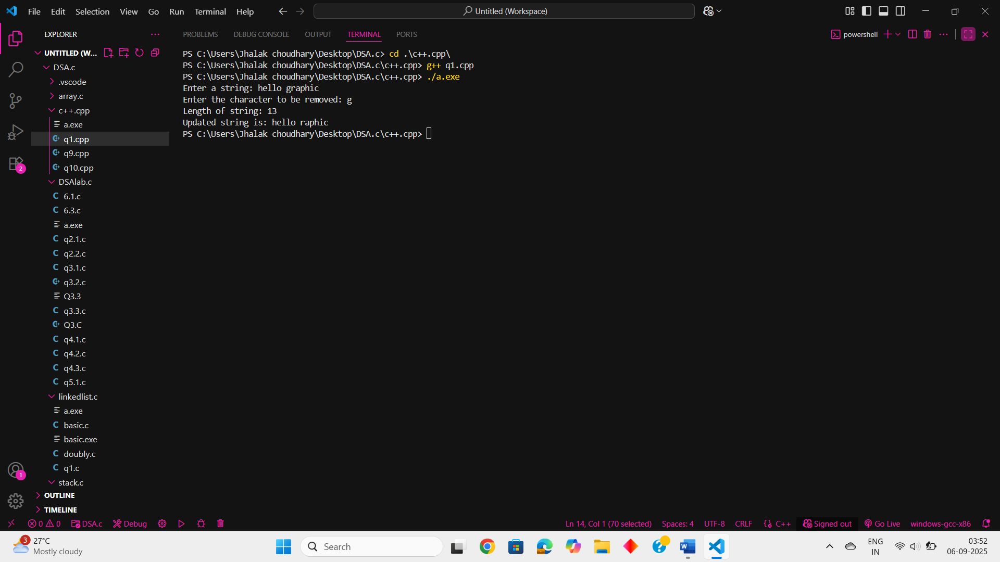 File Edit Selection View Go Run Terminal Help
Untitled (Workspace)
EXPLORER
UNTITLED (W...
DSA.c
.vscode
array.c
c++.cpp
a.exe
q1.cpp
q9.cpp
q10.cpp
DSAlab.c
6.1.c
6.3.c
a.exe
q2.1.c
q2.2.c
q3.1.c
q3.2.c
Q3.3
q3.3.c
Q3.C
q4.1.c
q4.2.c
q4.3.c
q5.1.c
linkedlist.c
a.exe
basic.c
basic.exe
doubly.c
q1.c
stack.c
OUTLINE
TIMELINE
2
1
PROBLEMS DEBUG CONSOLE OUTPUT TERMINAL PORTS
powershell
PS C:\Users\Jhalak choudhary\Desktop\DSA.c> cd .\c++.cpp\
PS C:\Users\Jhalak choudhary\Desktop\DSA.c\c++.cpp> g++ q1.cpp
PS C:\Users\Jhalak choudhary\Desktop\DSA.c\c++.cpp> ./a.exe
Enter a string: hello graphic
Enter the character to be removed: g
Length of string: 13
Updated string is: hello raphic
PS C:\Users\Jhalak choudhary\Desktop\DSA.c\c++.cpp>
0 0 DSA.c Debug
Ln 14, Col 1 (70 selected) Spaces: 4 UTF-8 CRLF C++ Signed out Go Live windows-gcc-x86
3
27°C
Mostly cloudy
Search
ENG
IN
03:52
06-09-2025